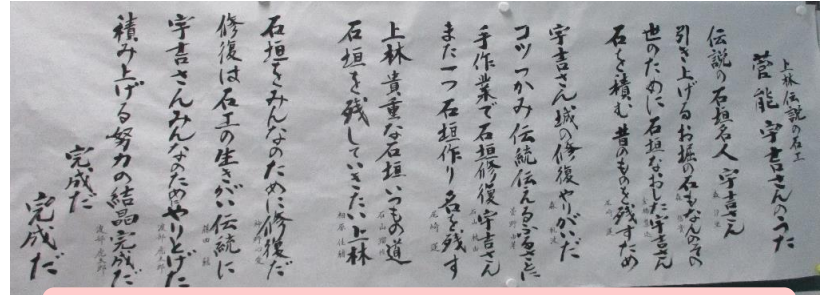 上林伝説の石工
菅能宇吉さんのうた
伝説の石垣名人 宇吉さん
引き上げるお堀の石もなんのその
世のために石垣なおした宇吉さん
石を積む、昔のものを残すため
宇吉さん城の修復やりがいだ
コツつかみ伝統伝えるふるさとに
手作業で石垣修復宇吉さん
また一つ石垣作り名を残す
上林貴重な石垣いつもの道
石垣を残していきたい上林
石垣をみんなのために修復だ
修復は石工の生きがい伝統に
宇吉さんみんなのためにやりとげた
積み上げる努力の結晶完成だ
完成だ
完成だ